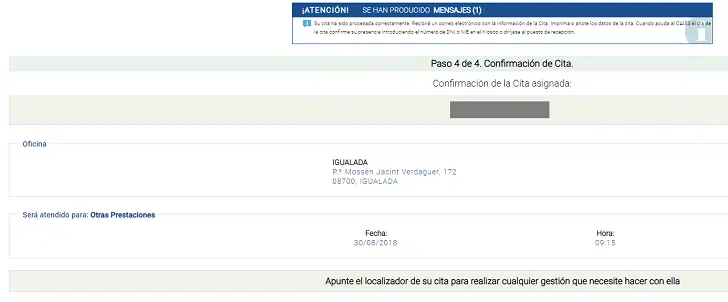 ¡ATENCIÓN! SE HAN PRODUCIDO MENSAJES (1) :
Su cita ha sido procesada correctamente. Recibirá un correo electrónico con la información de la Cita. Imprima o anote los datos de la cita. Cuando acuda al CAISS el día de
la cita confirme su presencia introduciendo el número de DNI o NIE en el Kiosco o diríjase al puesto de recepción.
Paso 4 de 4. Confirmación de Cita.
Confirmación de la Cita asignada:
Oficina
IGUALADA
P.º Mossèn Jacint Verdaguer, 172
08700, IGUALADA
Será atendido para: Otras Prestaciones
Fecha: Hora:
30/08/2018 09:15
Apunte el localizador de su cita para realizar cualquier gestión que necesite hacer con ella